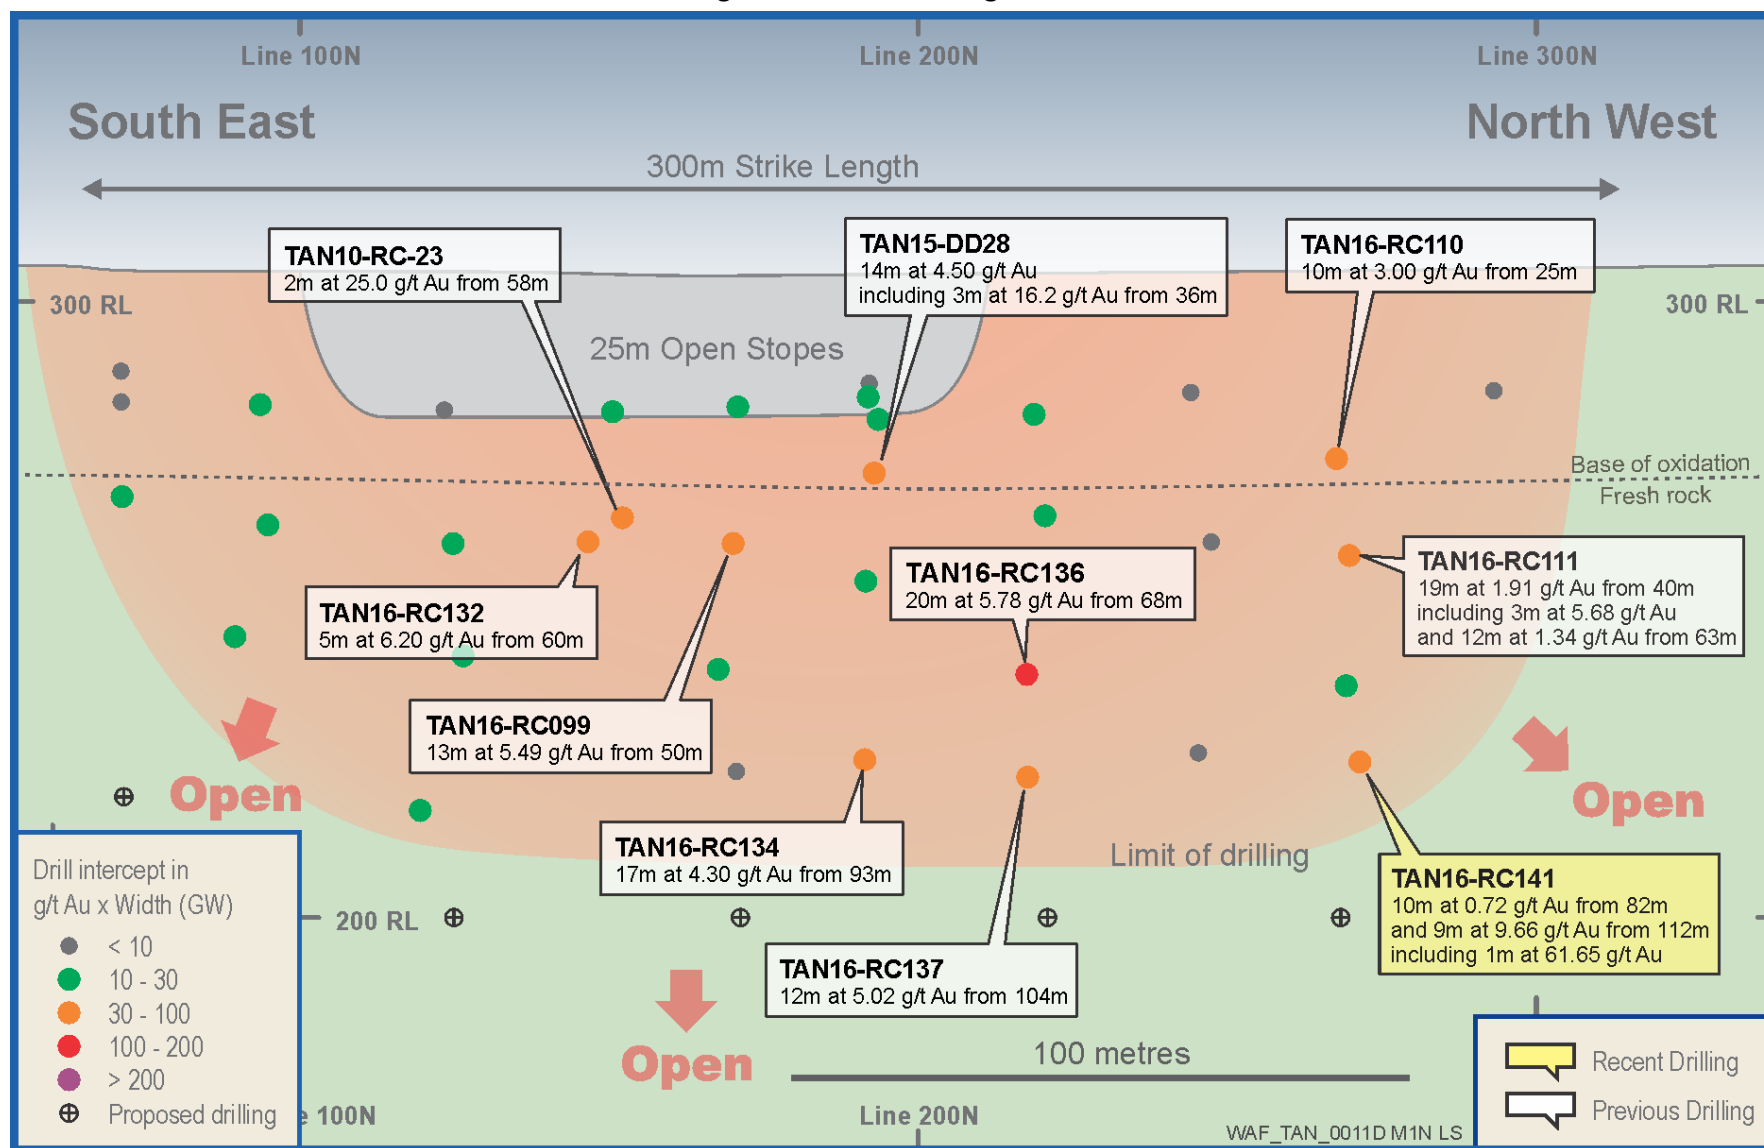 Line 100N
Line 200N
Line 300N
South East
North West
300m Strike Length
TAN10-RC-23
2m at 25.0 g/t Au from 58m
TAN15-DD28
14m at 4.50 g/t Au
including 3m at 16.2 g/t Au from 36m
TAN16-RC110
10m at 3.00 g/t Au from 25m
300 RL
300 RL
25m Open Stopes
Base of oxidation
Fresh rock
TAN16-RC136
20m at 5.78 g/t Au from 68m
TAN16-RC111
19m at 1.91 g/t Au from 40m
including 3m at 5.68 g/t Au
and 12m at 1.34 g/t Au from 63m
TAN16-RC132
5m at 6.20 g/t Au from 60m
TAN16-RC099
13m at 5.49 g/t Au from 50m
Open
Open
TAN16-RC134
17m at 4.30 g/t Au from 93m
Limit of drilling
TAN16-RC141
10m at 0.72 g/t Au from 82m
and 9m at 9.66 g/t Au from 112m
including 1m at 61.65 g/t Au
200 RL
TAN16-RC137
12m at 5.02 g/t Au from 104m
Open
100 metres
Drill intercept in
g/t Au x Width (GW)
< 10
10 - 30
30 - 100
100 - 200
> 200
Proposed drilling
e 100N
Line 200N
Recent Drilling
Previous Drilling
WAF_TAN_0011D M1N LS